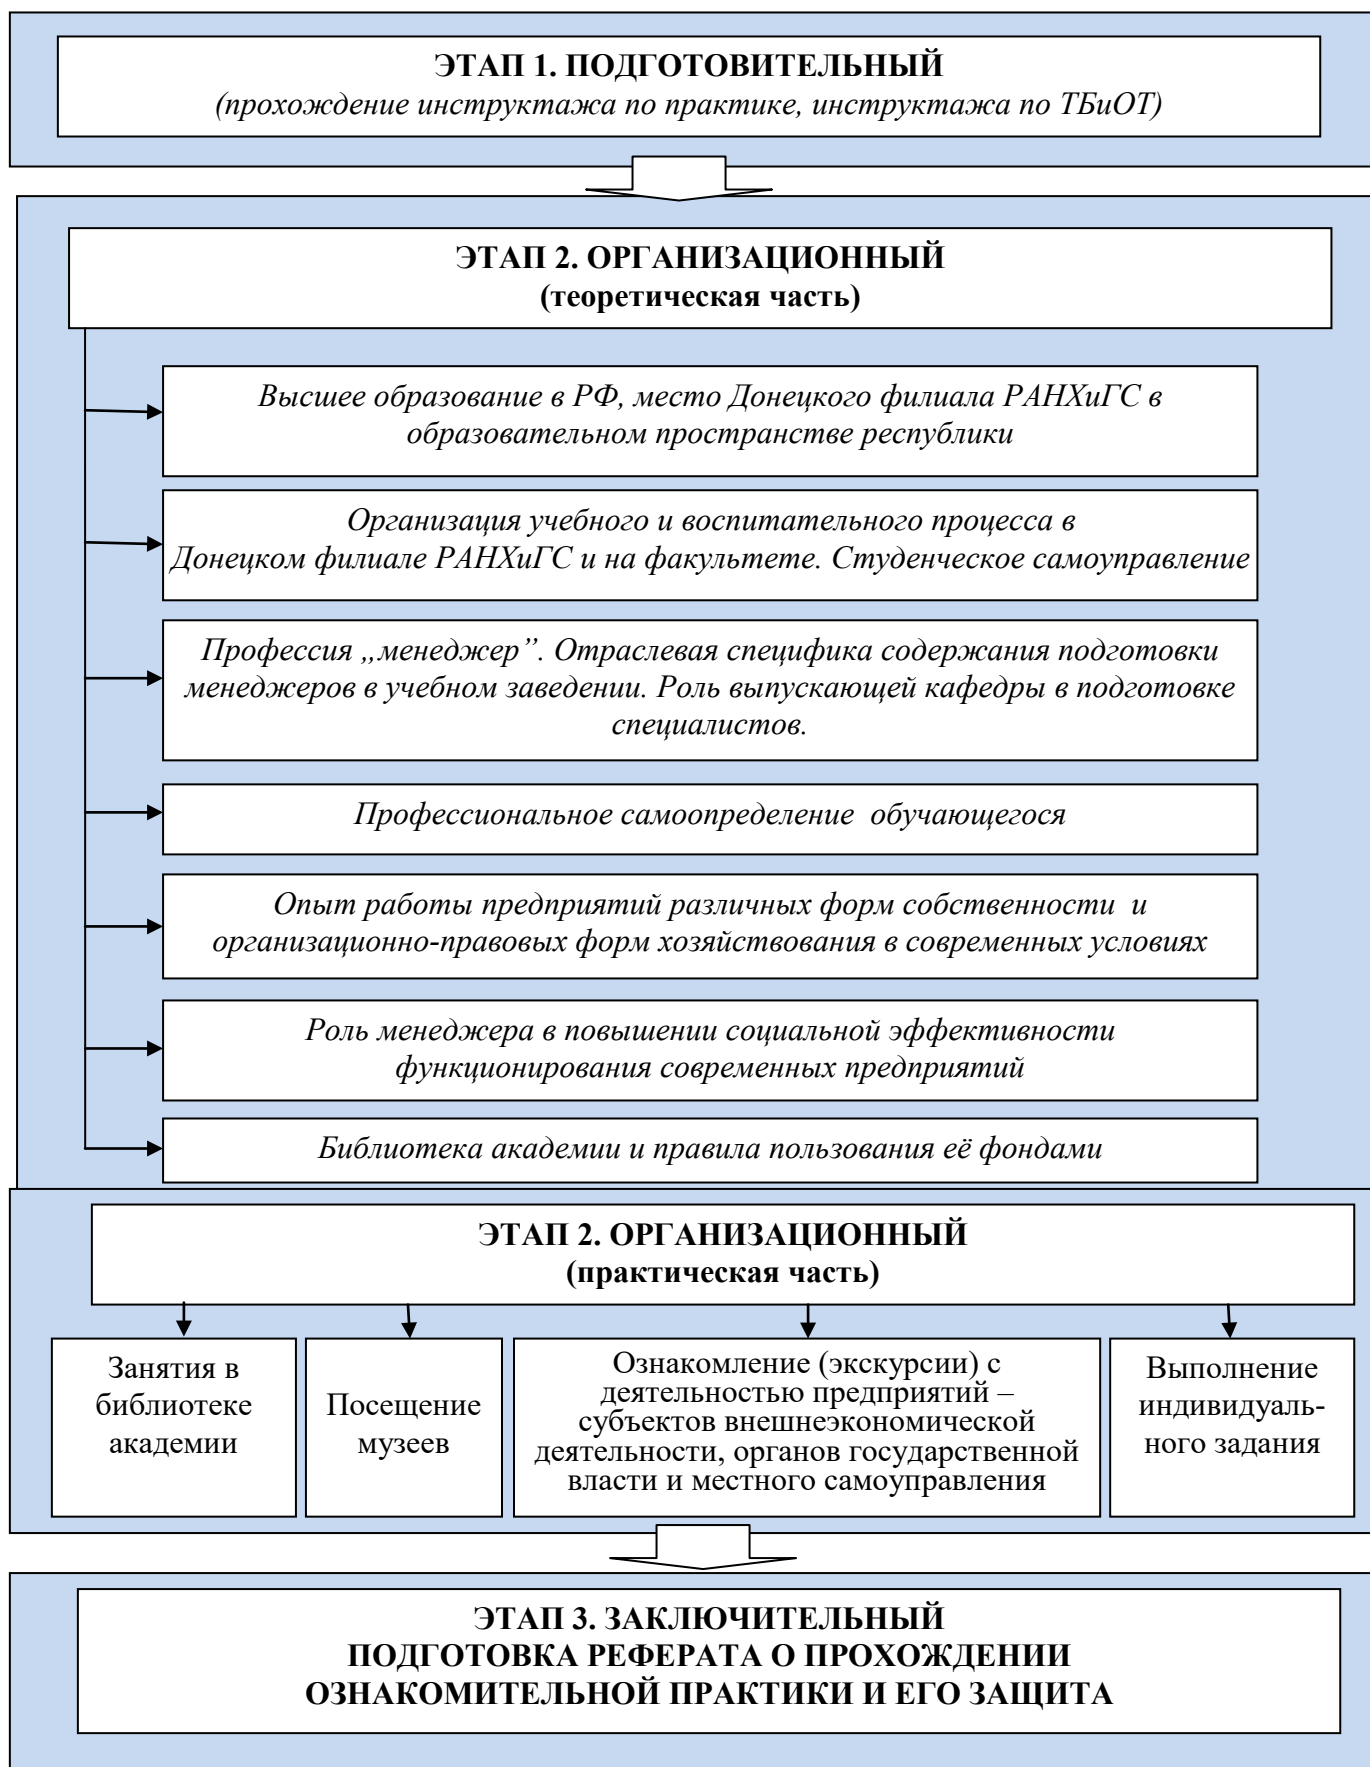 ЭТАП 1. ПОДГОТОВИТЕЛЬНЫЙ
(прохождение инструктажа по практике, инструктажа по ТБиОТ)
ЭТАП 2. ОРГАНИЗАЦИОННЫЙ
(теоретическая часть)
Высшее образование в РФ, место Донецкого филиала РАНХиГС в
образовательном пространстве республики
Организация учебного и воспитательного процесса в
Донецком филиале РАНХиГС и на факультете. Студенческое самоуправление
Профессия „менеджер”. Отраслевая специфика содержания подготовки
менеджеров в учебном заведении. Роль выпускающей кафедры в подготовке
специалистов.
Профессиональное самоопределение обучающегося
Опыт работы предприятий различных форм собственности и
организационно-правовых форм хозяйствования в современных условиях
Роль менеджера в повышении социальной эффективности
функционирования современных предприятий
Библиотека академии и правила пользования её фондами
ЭТАП 2. ОРГАНИЗАЦИОННЫЙ
(практическая часть)
Занятия в
библиотеке
академии
Посещение
музеев
Ознакомление (экскурсии) с
деятельностью предприятий –
субъектов внешнеэкономической
деятельности, органов государственной
власти и местного самоуправления
Выполнение
индивидуаль-
ного задания
ЭТАП 3. ЗАКЛЮЧИТЕЛЬНЫЙ
ПОДГОТОВКА РЕФЕРАТА О ПРОХОЖДЕНИИ
ОЗНАКОМИТЕЛЬНОЙ ПРАКТИКИ И ЕГО ЗАЩИТА